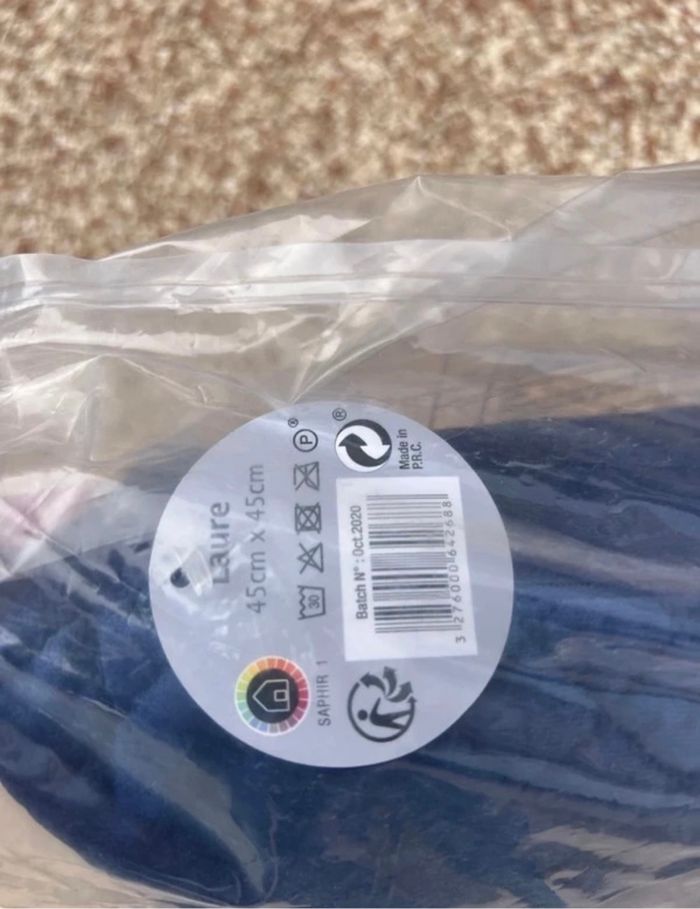 Laure
45cm x 45cm
30
P
®
Made in
P.R.C.
Batch N° : Oct.2020
3 276000 642688
SAPHIR 1